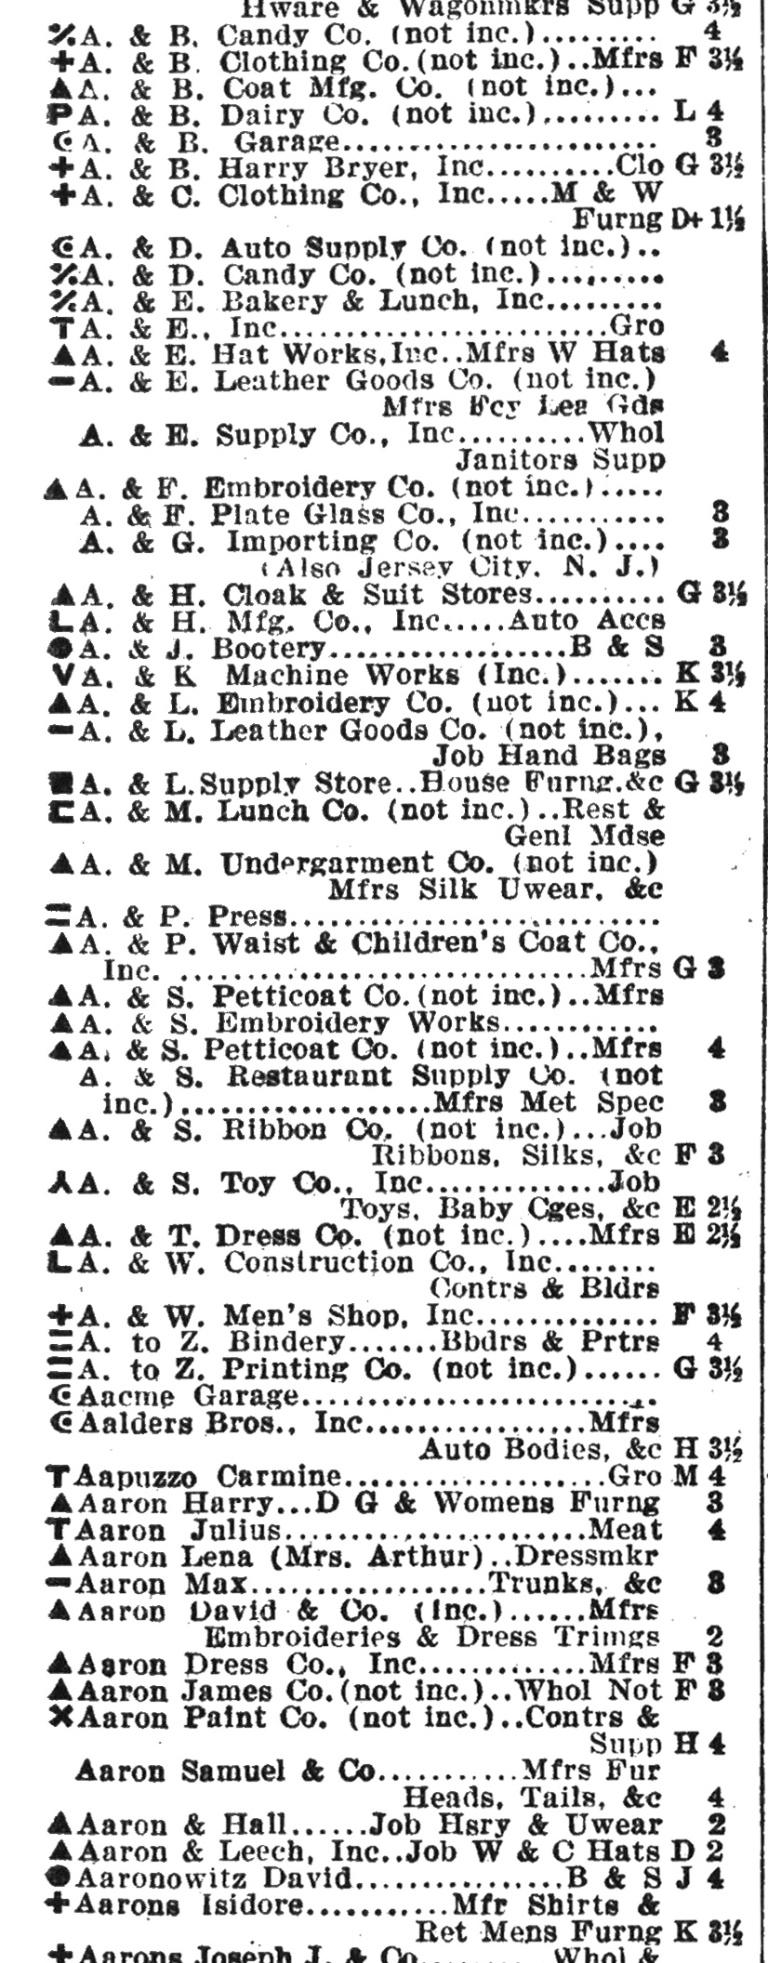 Hware & Wagonmkrs Supp G 3½
٪A. & B. Candy Co. (not inc.)......... 4
+A. & B. Clothing Co.(not inc.)..Mfrs F 3½
▲A. & B. Coat Mfg. Co. (not inc.)...
PA. & B. Dairy Co. (not inc.)......... L 4
☪A. & B. Garage............................ 3
+A. & B. Harry Bryer, Inc..........Clo G 3½
+A. & C. Clothing Co., Inc.....M & W
Furng D+ 1½
☪A. & D. Auto Supply Co. (not inc.)..
٪A. & D. Candy Co. (not inc.).........
٪A. & E. Bakery & Lunch, Inc.........
TA. & E., Inc.............................Gro
▲A. & E. Hat Works,Inc..Mfrs W Hats 4
━A. & E. Leather Goods Co. (not inc.)
Mfrs Fcy Lea Gds
A. & E. Supply Co., Inc..........Whol
Janitors Supp
▲A. & F. Embroidery Co. (not inc.).....
A. & F. Plate Glass Co., Inc............ 3
A. & G. Importing Co. (not inc.).... 3
(Also Jersey City, N. J.)
▲A. & H. Cloak & Suit Stores.......... G 3½
LA. & H. Mfg. Co., Inc.....Auto Accs
●A. & J. Bootery...................B & S 3
VA. & K Machine Works (Inc.)....... K 3½
▲A. & L. Embroidery Co. (not inc.)... K 4
━A. & L. Leather Goods Co. (not inc.),
Job Hand Bags 3
■A. & L.Supply Store..House Furng.&c G 3½
⊏A. & M. Lunch Co. (not inc.)..Rest &
Genl Mdse
▲A. & M. Undergarment Co. (not inc.)
Mfrs Silk Uwear, &c
=A. & P. Press.................................
▲A. & P. Waist & Children's Coat Co.,
Inc. ....................................Mfrs G 3
▲A. & S. Petticoat Co.(not inc.)..Mfrs
▲A. & S. Embroidery Works............
▲A. & S. Petticoat Co. (not inc.)..Mfrs 4
A. & S. Restaurant Supply Co. (not
inc.)......................Mfrs Met Spec 3
▲A. & S. Ribbon Co. (not inc.)...Job
Ribbons, Silks, &c F 3
⅄A. & S. Toy Co., Inc..............Job
Toys, Baby Cges, &c E 2½
▲A. & T. Dress Co. (not inc.)....Mfrs E 2½
LA. & W. Construction Co., Inc........
Contrs & Bldrs
+A. & W. Men's Shop, Inc.............. F 3½
=A. to Z. Bindery.......Bbdrs & Prtrs 4
=A. to Z. Printing Co. (not inc.)...... G 3½
☪Aacme Garage................................
☪Aalders Bros., Inc.................Mfrs
Auto Bodies, &c H 3½
TAapuzzo Carmine....................Gro M 4
▲Aaron Harry...D G & Womens Furng 3
TAaron Julius.......................Meat 4
▲Aaron Lena (Mrs. Arthur)..Dressmkr
━Aaron Max..................Trunks, &c 3
▲Aaron David & Co. (Inc.)......Mfrs
Embroideries & Dress Trimgs 2
▲Aaron Dress Co., Inc.............Mfrs F 3
▲Aaron James Co.(not inc.)..Whol Not F 3
✕Aaron Paint Co. (not inc.)..Contrs &
Supp H 4
Aaron Samuel & Co...........Mfrs Fur
Heads, Tails, &c 4
▲Aaron & Hall......Job Hsry & Uwear 2
▲Aaron & Leech, Inc..Job W & C Hats D 2
●Aaronowitz David................B & S J 4
+Aarons Isidore...........Mfr Shirts &
Ret Mens Furng K 3½
+Aarons Joseph J. & Co........Whol &